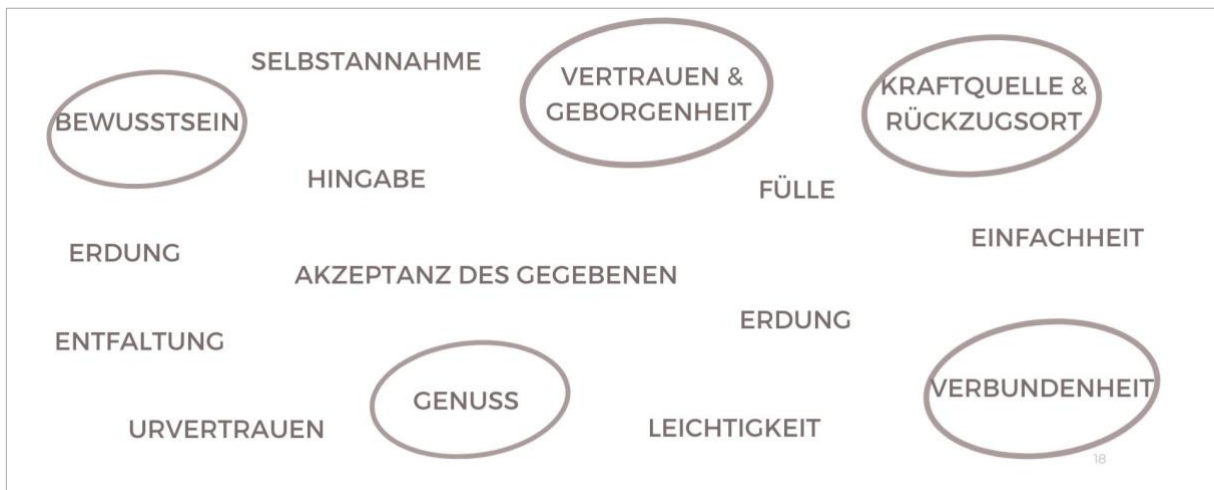 SELBSTANNAHME
VERTRAUEN &
GEBORGENHEIT
KRAFTQUELLE &
RÜCKZUGSORT
BEWUSSTSEIN
HINGABE
FÜLLE
EINFACHHEIT
ERDUNG
AKZEPTANZ DES GEGEBENEN
ERDUNG
ENTFALTUNG
GENUSS
VERBUNDENHEIT
URVERTRAUEN
LEICHTIGKEIT
18